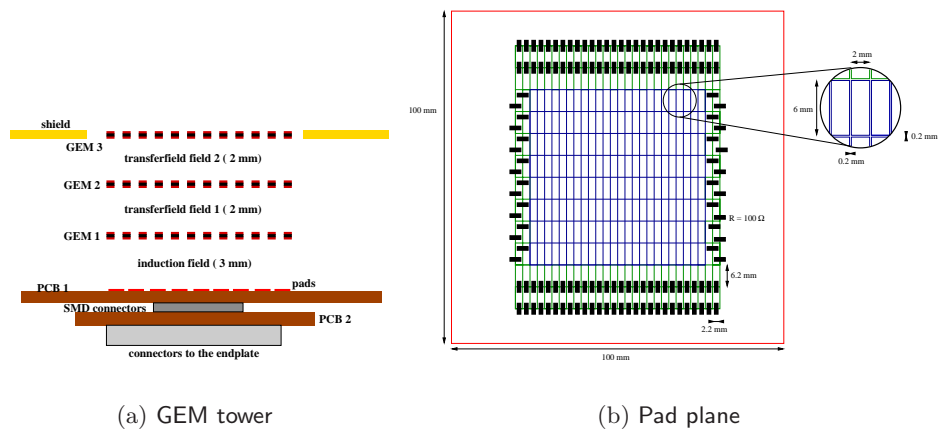 shield
GEM 3
transferfield field 2 ( 2 mm)
GEM 2
transferfield field 1 ( 2 mm)
GEM 1
induction field ( 3 mm)
PCB 1
pads
SMD connectors
PCB 2
connectors to the endplate
(a) GEM tower
100 mm
2 mm
6 mm
0.2 mm
0.2 mm
R = 100 Ω
6.2 mm
2.2 mm
100 mm
(b) Pad plane